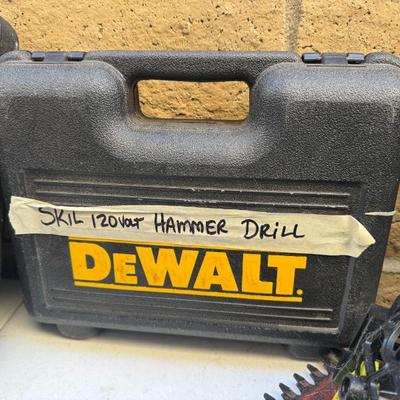 SKIL 120VOLT HAMMER DRILL
DEWALT.